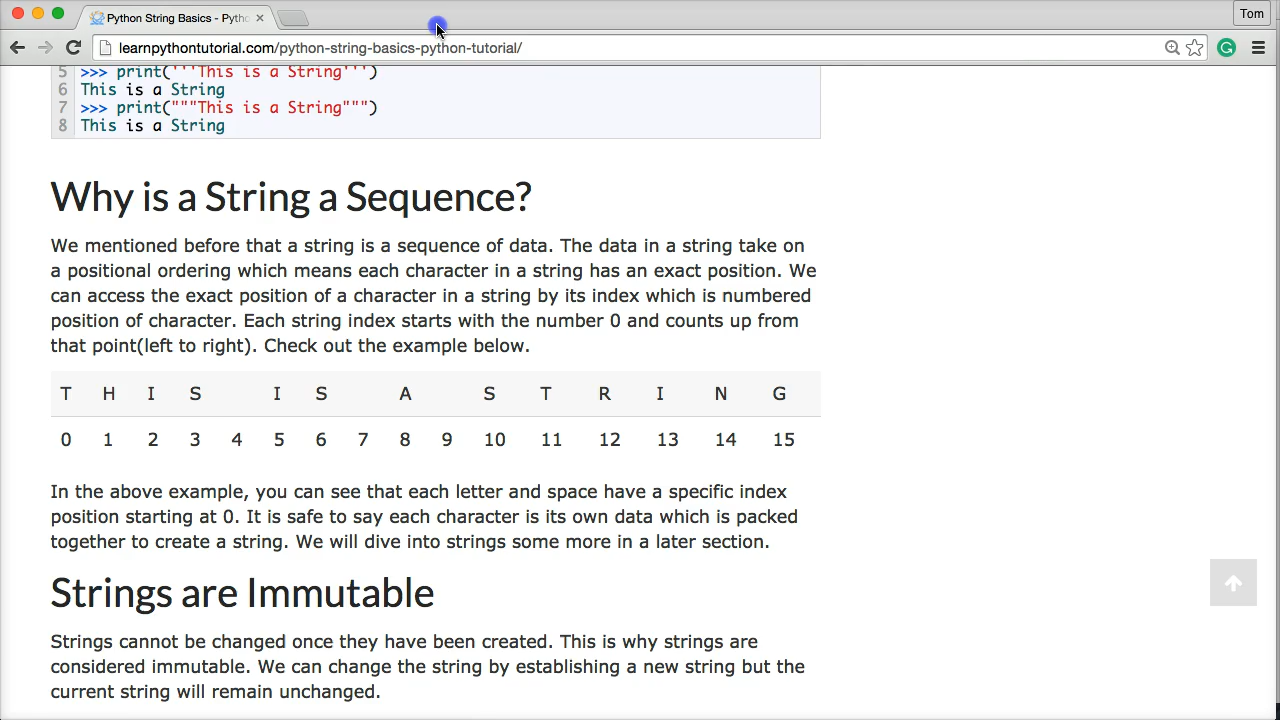 Python String Basics - Pyth
Tom
learnpythontutorial.com/python-string-basics-python-tutorial/
5 >>> print('''This is a String''')
6 This is a String
7 >>> print("""This is a String""")
8 This is a String
Why is a String a Sequence?
We mentioned before that a string is a sequence of data. The data in a string take on
a positional ordering which means each character in a string has an exact position. We
can access the exact position of a character in a string by its index which is numbered
position of character. Each string index starts with the number 0 and counts up from
that point(left to right). Check out the example below.
T H I S I S A S T R I N G
0 1 2 3 4 5 6 7 8 9 10 11 12 13 14 15
In the above example, you can see that each letter and space have a specific index
position starting at 0. It is safe to say each character is its own data which is packed
together to create a string. We will dive into strings some more in a later section.
Strings are Immutable
Strings cannot be changed once they have been created. This is why strings are
considered immutable. We can change the string by establishing a new string but the
current string will remain unchanged.